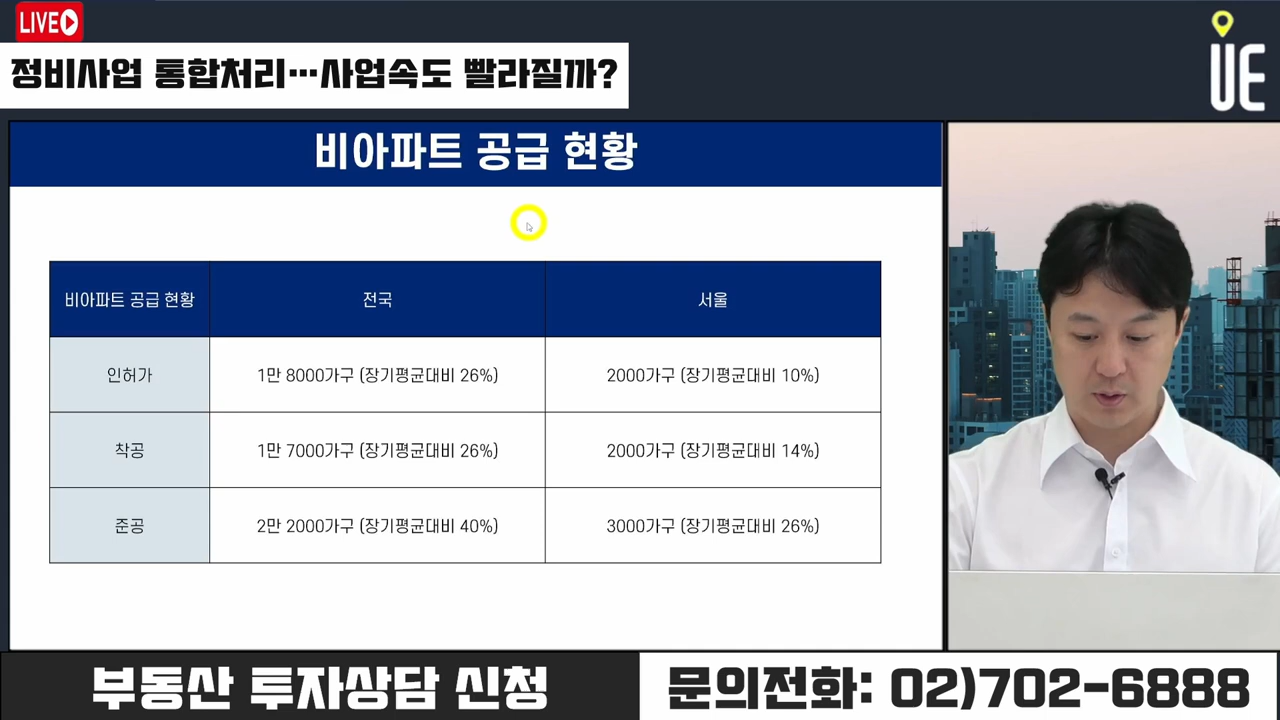 LIVE
정비사업 통합처리…사업속도 빨라질까?
UE
비아파트 공급 현황
비아파트 공급 현황 전국 서울
인허가 1만 8000가구 (장기평균대비 26%) 2000가구 (장기평균대비 10%)
착공 1만 7000가구 (장기평균대비 26%) 2000가구 (장기평균대비 14%)
준공 2만 2000가구 (장기평균대비 40%) 3000가구 (장기평균대비 26%)
부동산 투자상담 신청
문의전화: 02)702-6888